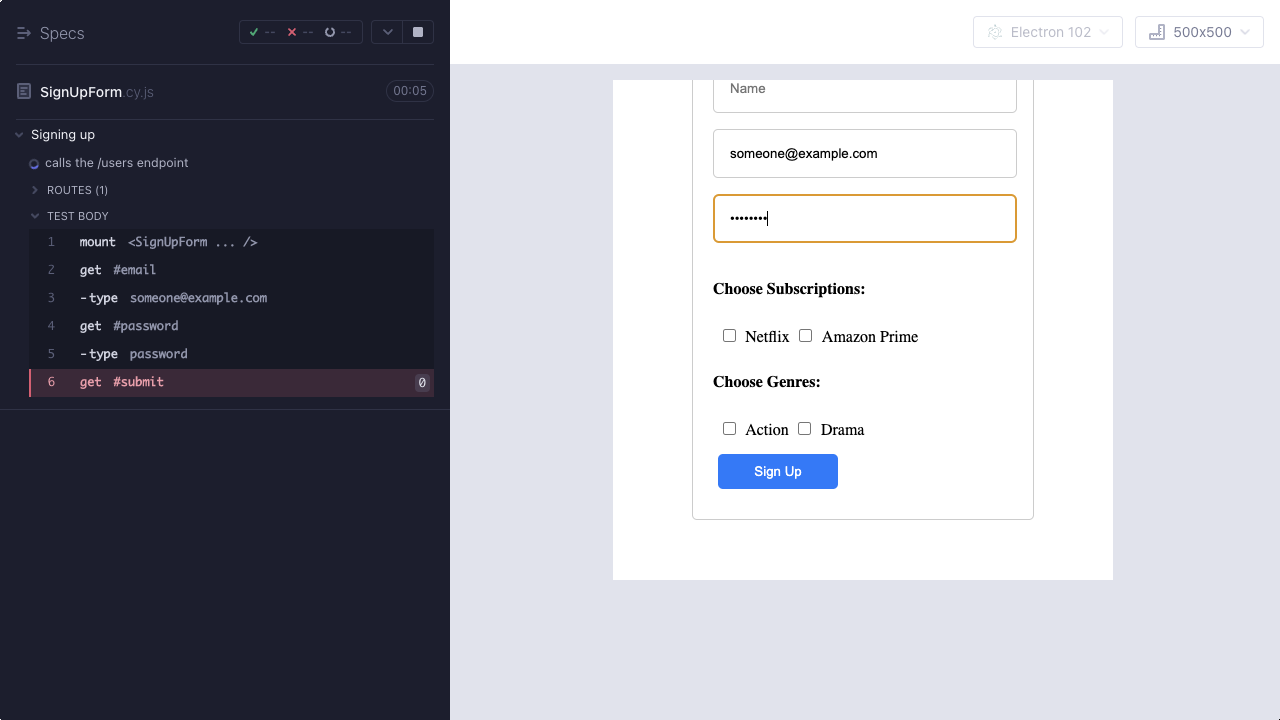 Specs
-- -- --
SignUpForm.cy.js 00:05
Signing up
calls the /users endpoint
ROUTES (1)
TEST BODY
1 mount <SignUpForm ... />
2 get #email
3 -type someone@example.com
4 get #password
5 -type password
6 get #submit 0
Electron 102 500x500
Name
someone@example.com
••••••••
Choose Subscriptions:
Netflix Amazon Prime
Choose Genres:
Action Drama
Sign Up